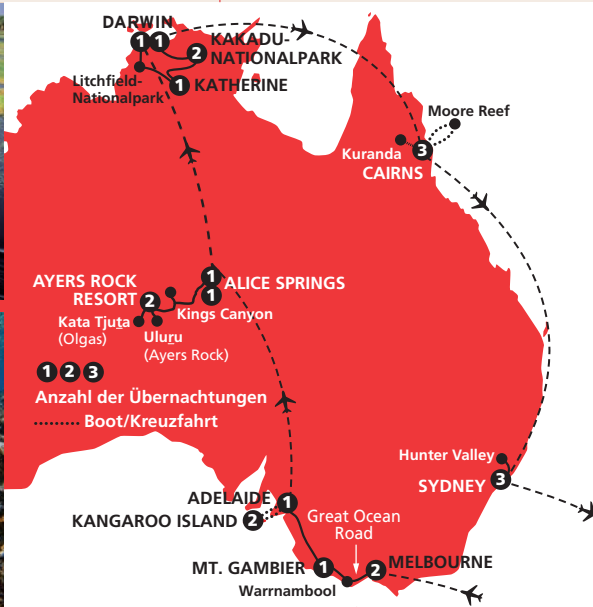 DARWIN
1 1
2
KAKADU-
NATIONALPARK
Litchfield-
Nationalpark
1
KATHERINE
Moore Reef
Kuranda
3
CAIRNS
AYERS ROCK
RESORT
2
1
ALICE SPRINGS
1
Kings Canyon
Kata Tjuṯa
(Olgas)
Uluṟu
(Ayers Rock)
1 2 3
Anzahl der Übernachtungen
Boot/Kreuzfahrt
Hunter Valley
SYDNEY
3
ADELAIDE
1
KANGAROO ISLAND
2
Great Ocean
Road
MT. GAMBIER
1
2
MELBOURNE
Warrnambool